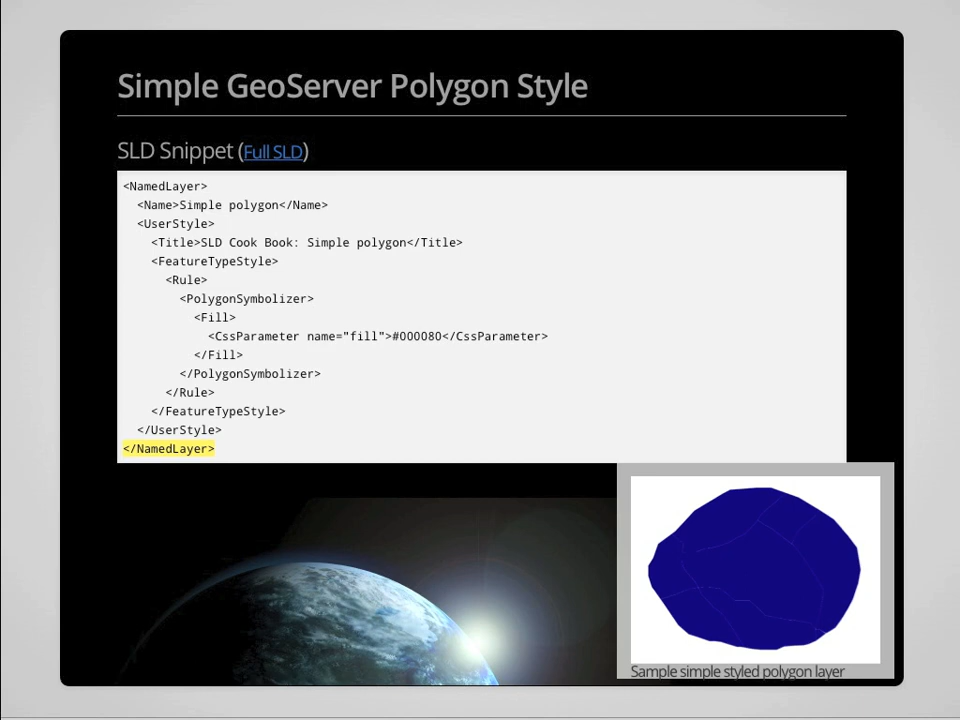 Simple GeoServer Polygon Style
SLD Snippet (Full SLD)
<NamedLayer>
  <Name>Simple polygon</Name>
  <UserStyle>
    <Title>SLD Cook Book: Simple polygon</Title>
    <FeatureTypeStyle>
      <Rule>
        <PolygonSymbolizer>
          <Fill>
            <CssParameter name="fill">#000080</CssParameter>
          </Fill>
        </PolygonSymbolizer>
      </Rule>
    </FeatureTypeStyle>
  </UserStyle>
</NamedLayer>
Sample simple styled polygon layer